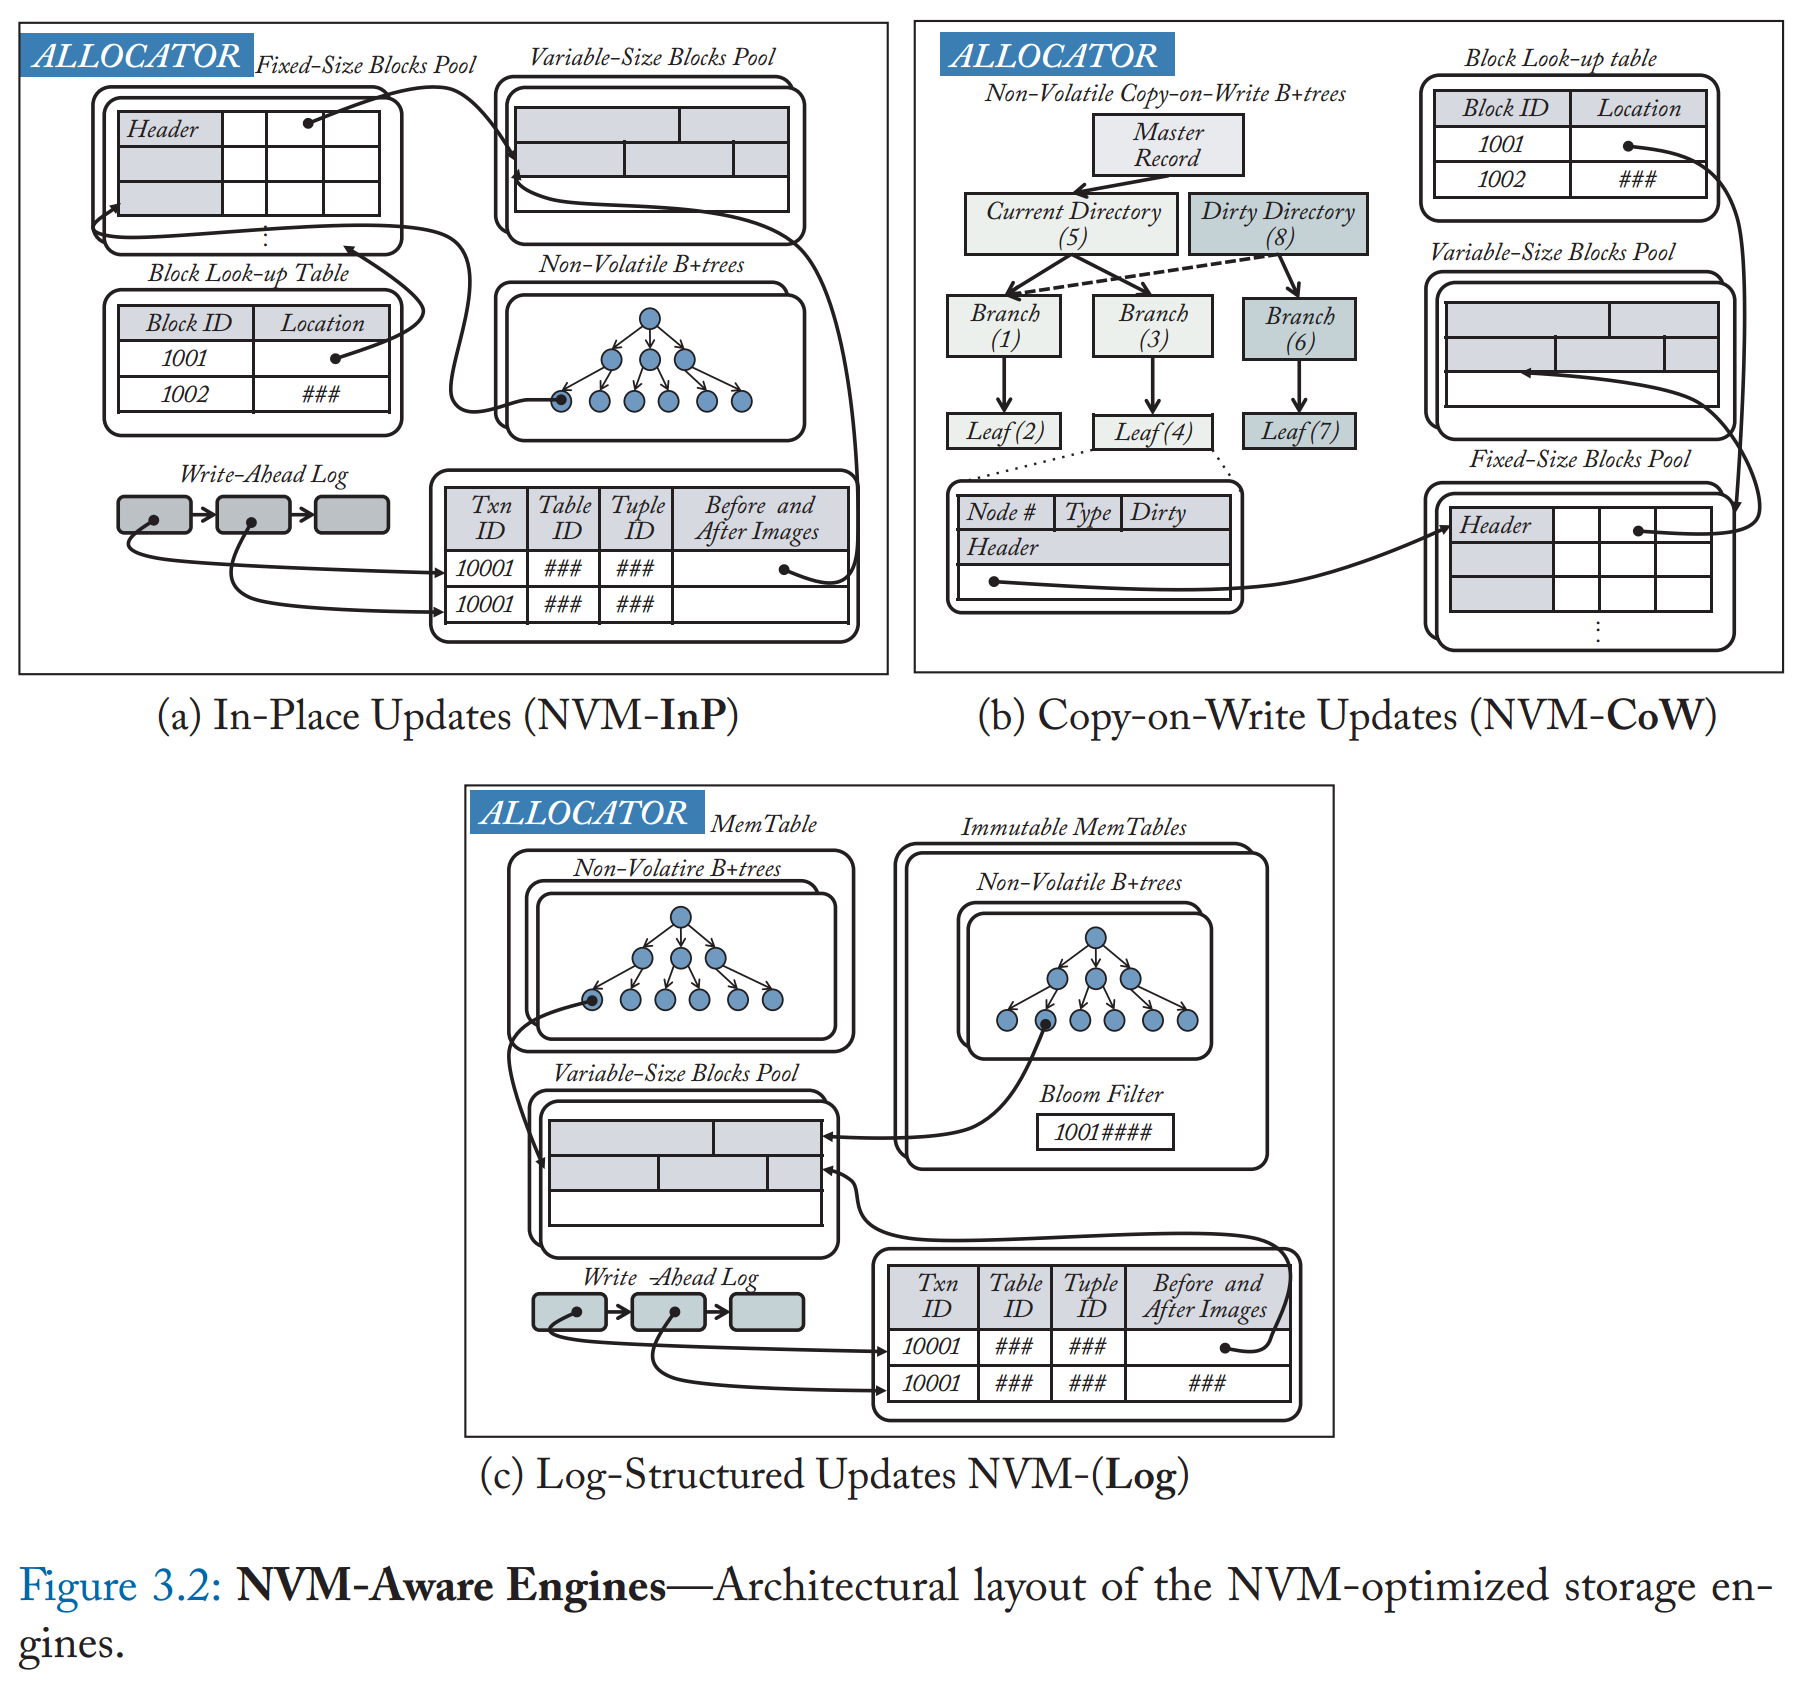 ALLOCATOR
Fixed-Size Blocks Pool
Variable-Size Blocks Pool
Header
Block Look-up Table
Block ID Location
1001
1002 ###
Non-Volatile B+trees
Write-Ahead Log
Txn ID Table ID Tuple ID Before and After Images
10001 ### ###
10001 ### ###
(a) In-Place Updates (NVM-InP)
ALLOCATOR
Non-Volatile Copy-on-Write B+trees
Master
Record
Current Directory
(5)
Dirty Directory
(8)
Branch
(1)
Branch
(3)
Branch
(6)
Leaf (2)
Leaf (4)
Leaf (7)
Node # Type Dirty
Header
Block Look-up table
Block ID Location
1001
1002 ###
Variable-Size Blocks Pool
Fixed-Size Blocks Pool
Header
(b) Copy-on-Write Updates (NVM-CoW)
ALLOCATOR
MemTable
Non-Volatire B+trees
Variable-Size Blocks Pool
Immutable MemTables
Non-Volatile B+trees
Bloom Filter
1001####
Write -Ahead Log
Txn ID Table ID Tuple ID Before and After Images
10001 ### ###
10001 ### ### ###
(c) Log-Structured Updates NVM-(Log)
Figure 3.2: NVM-Aware Engines—Architectural layout of the NVM-optimized storage en-
gines.